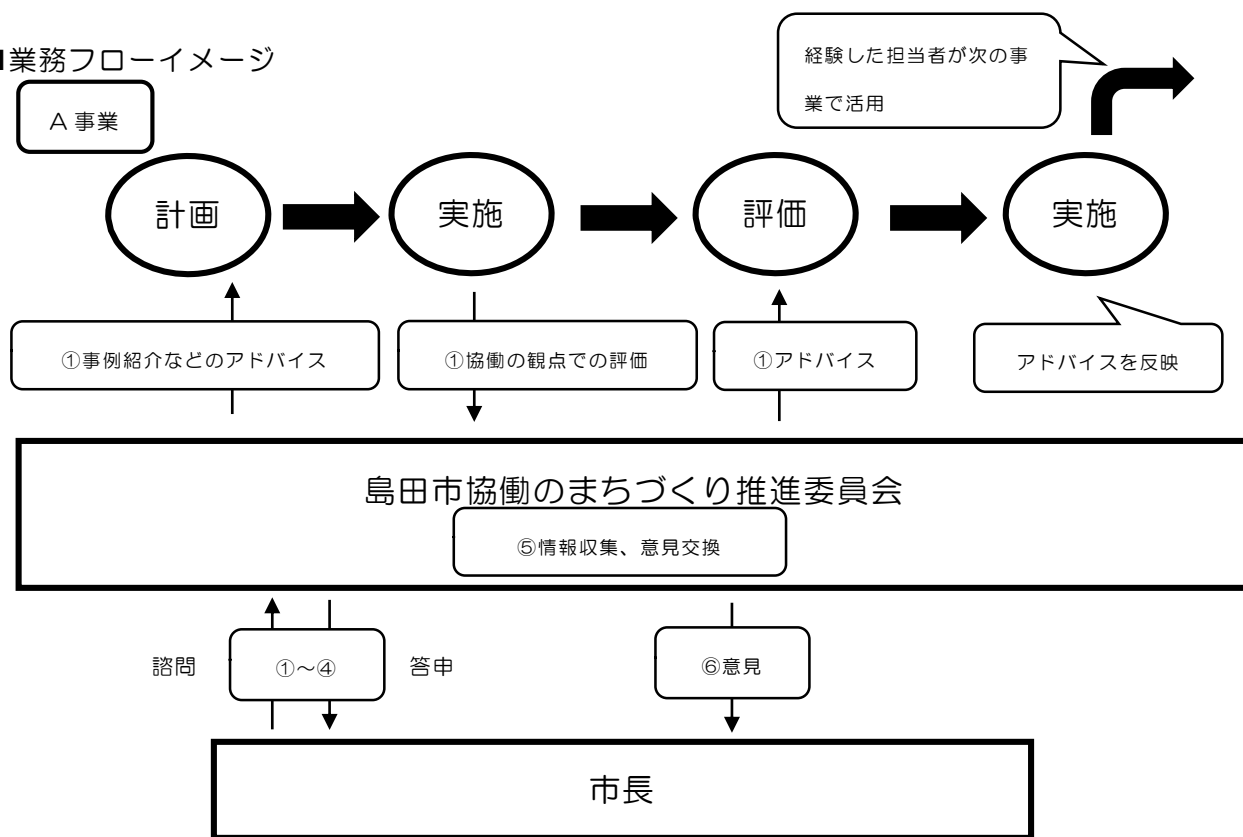 ■業務フローイメージ
経験した担当者が次の事
業で活用
A 事業
計画
実施
評価
実施
①事例紹介などのアドバイス
①協働の観点での評価
①アドバイス
アドバイスを反映
島田市協働のまちづくり推進委員会
⑤情報収集、意見交換
諮問
①～④
答申
⑥意見
市長